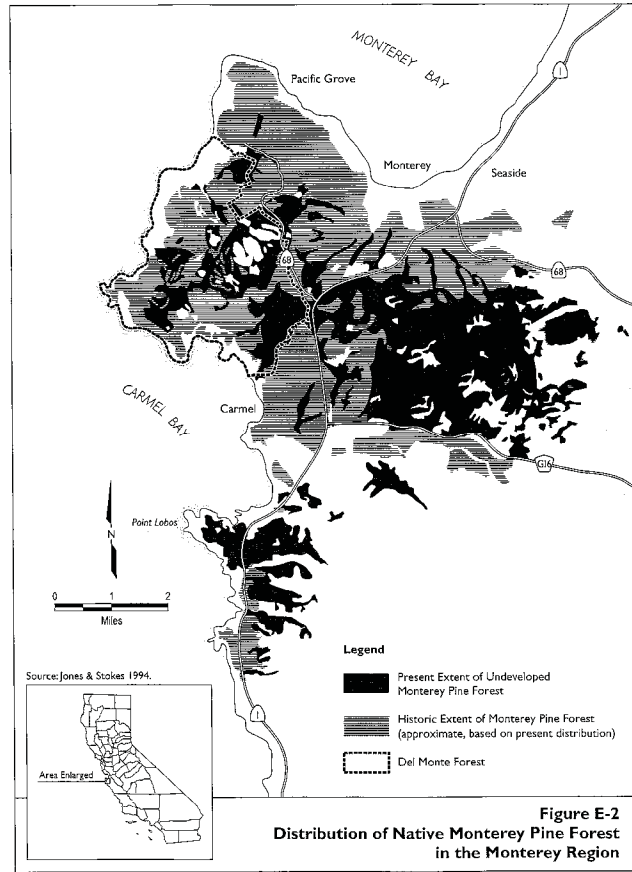 MONTEREY BAY
Pacific Grove
1
Monterey
Seaside
68
68
CARMEL BAY
Carmel
G16
Point Lobos
N
0 1 2
Miles
Legend
Present Extent of Undeveloped
Monterey Pine Forest
Source: Jones & Stokes 1994.
Historic Extent of Monterey Pine Forest
(approximate, based on present distribution)
1
Del Monte Forest
Area Enlarged
Figure E-2
Distribution of Native Monterey Pine Forest
in the Monterey Region